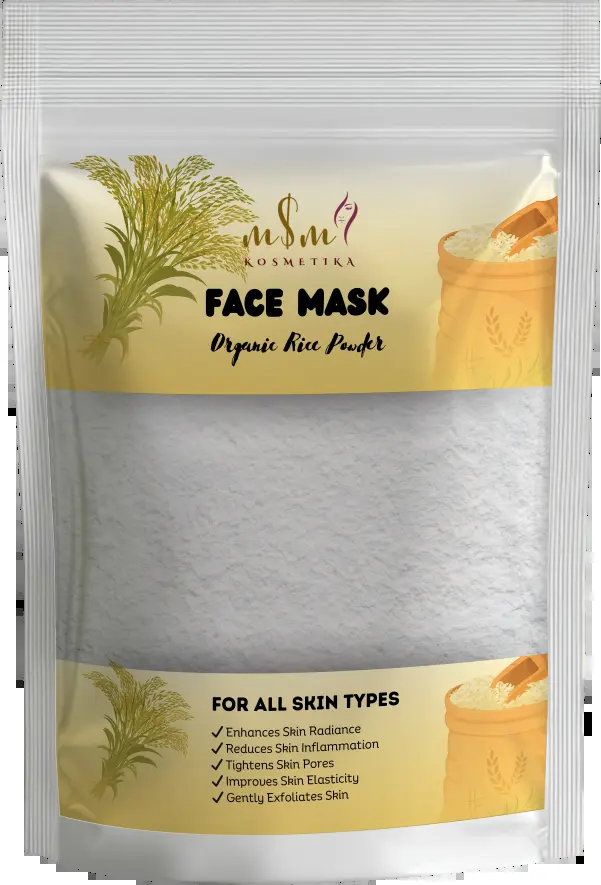 m$m
KOSMETIKA
FACE MASK
Organic Rice Powder
FOR ALL SKIN TYPES
✓ Enhances Skin Radiance
✓ Reduces Skin Inflammation
✓ Tightens Skin Pores
✓ Improves Skin Elasticity
✓ Gently Exfoliates Skin